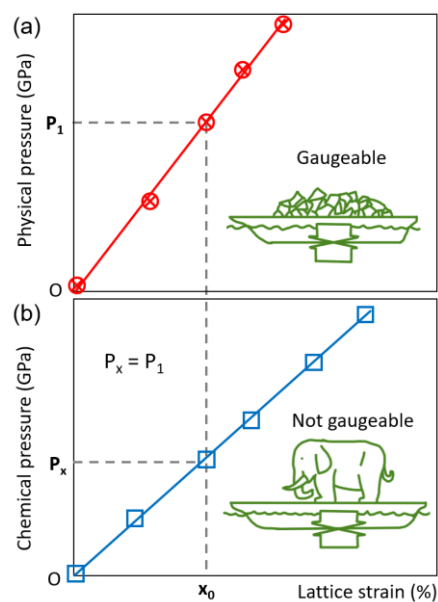 (a)
Physical pressure (GPa)
P₁
Gaugeable
O
(b)
Chemical pressure (GPa)
Pₓ = P₁
Not gaugeable
Pₓ
O
x₀
Lattice strain (%)